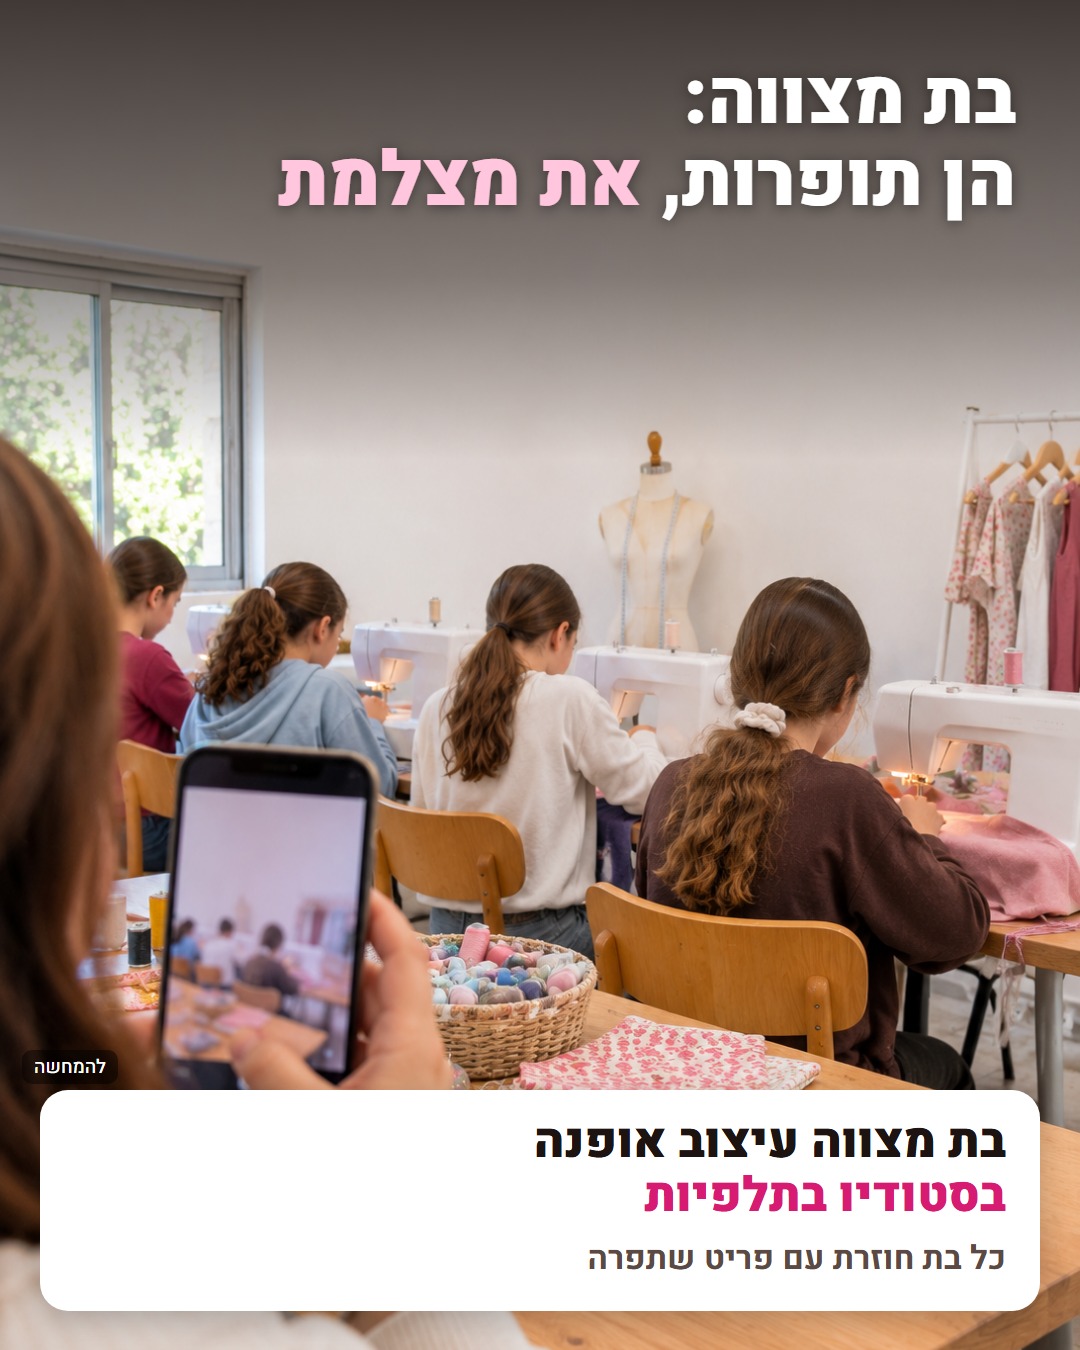 בת מצווה:
הן תופרות, את מצלמת
להמחשה
בת מצווה עיצוב אופנה
בסטודיו בתלפיות
כל בת חוזרת עם פריט שתפרה